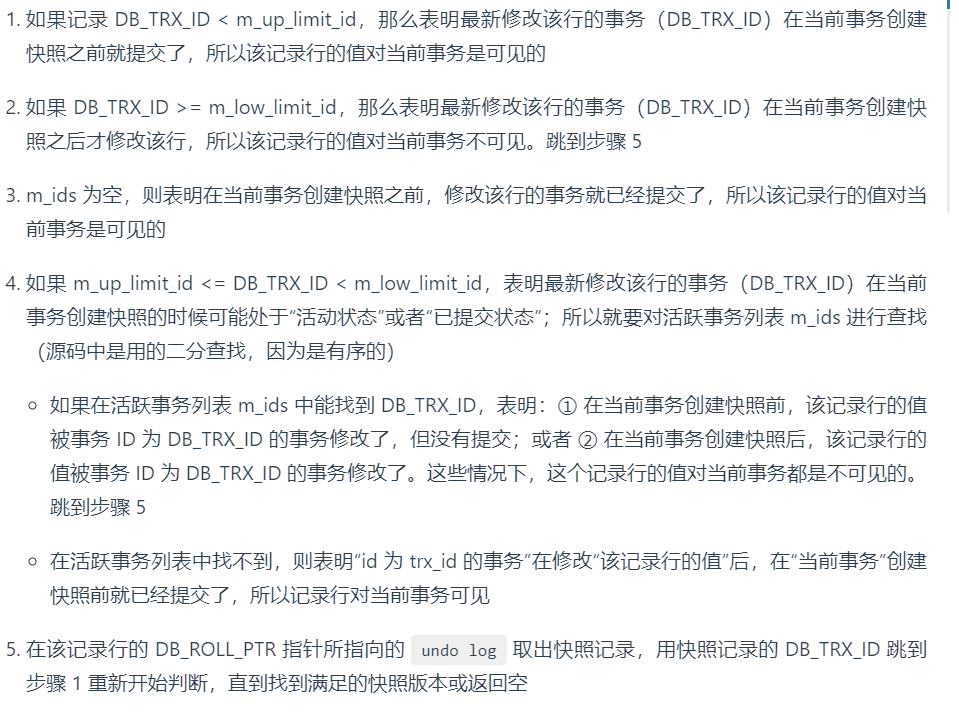 1. 如果记录 DB_TRX_ID < m_up_limit_id，那么表明最新修改该行的事务（DB_TRX_ID）在当前事务创建
快照之前就提交了，所以该记录行的值对当前事务是可见的
2. 如果 DB_TRX_ID >= m_low_limit_id，那么表明最新修改该行的事务（DB_TRX_ID）在当前事务创建快
照之后才修改该行，所以该记录行的值对当前事务不可见。跳到步骤 5
3. m_ids 为空，则表明在当前事务创建快照之前，修改该行的事务就已经提交了，所以该记录行的值对当
前事务是可见的
4. 如果 m_up_limit_id <= DB_TRX_ID < m_low_limit_id，表明最新修改该行的事务（DB_TRX_ID）在当前
事务创建快照的时候可能处于“活动状态”或者“已提交状态”；所以就要对活跃事务列表 m_ids 进行查找
（源码中是用的二分查找，因为是有序的）
○ 如果在活跃事务列表 m_ids 中能找到 DB_TRX_ID，表明：① 在当前事务创建快照前，该记录行的值
被事务 ID 为 DB_TRX_ID 的事务修改了，但没有提交；或者 ② 在当前事务创建快照后，该记录行的
值被事务 ID 为 DB_TRX_ID 的事务修改了。这些情况下，这个记录行的值对当前事务都是不可见的。
跳到步骤 5
○ 在活跃事务列表中找不到，则表明“id 为 trx_id 的事务”在修改“该记录行的值”后，在“当前事务”创建
快照前就已经提交了，所以记录行对当前事务可见
5. 在该记录行的 DB_ROLL_PTR 指针所指向的 undo log 取出快照记录，用快照记录的 DB_TRX_ID 跳到
步骤 1 重新开始判断，直到找到满足的快照版本或返回空